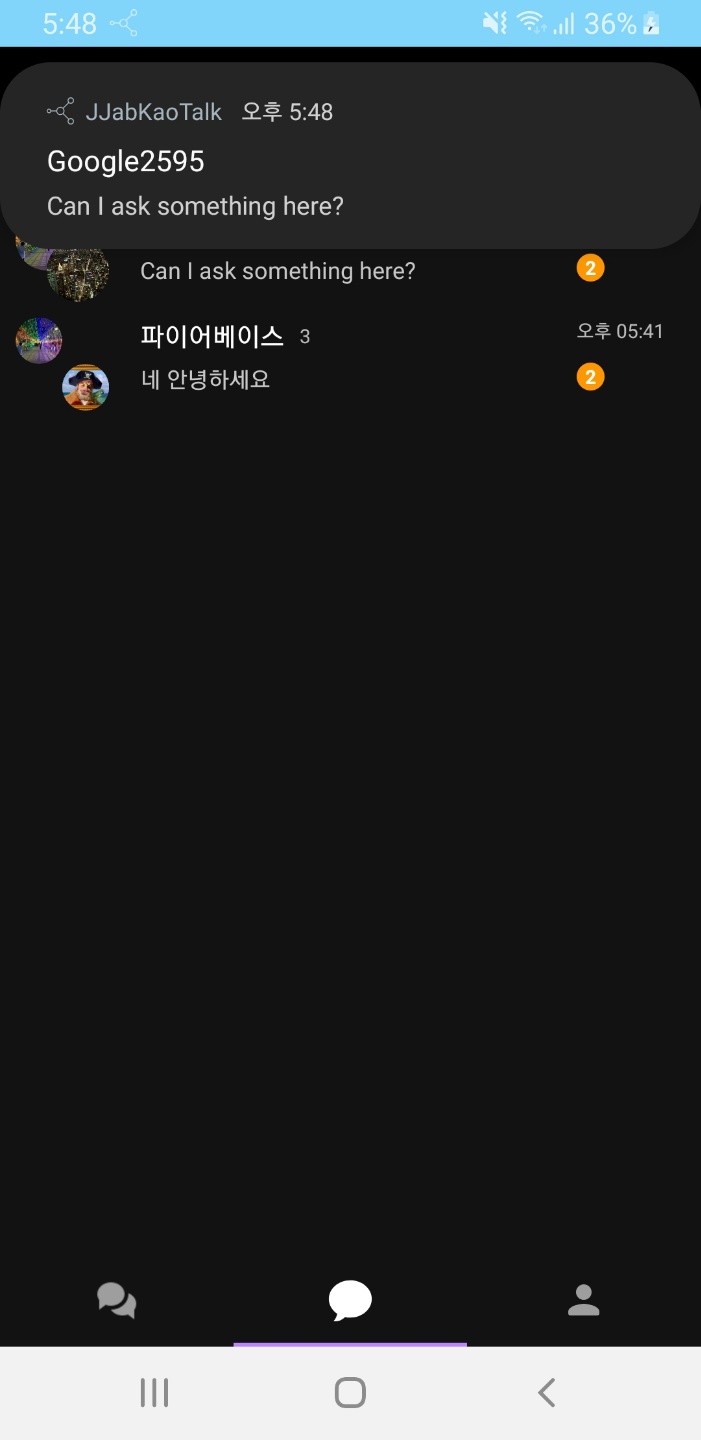 5:48 36%
JJabKaoTalk 오후 5:48
Google2595
Can I ask something here?
Can I ask something here? 2
파이어베이스 3 오후 05:41
네 안녕하세요 2